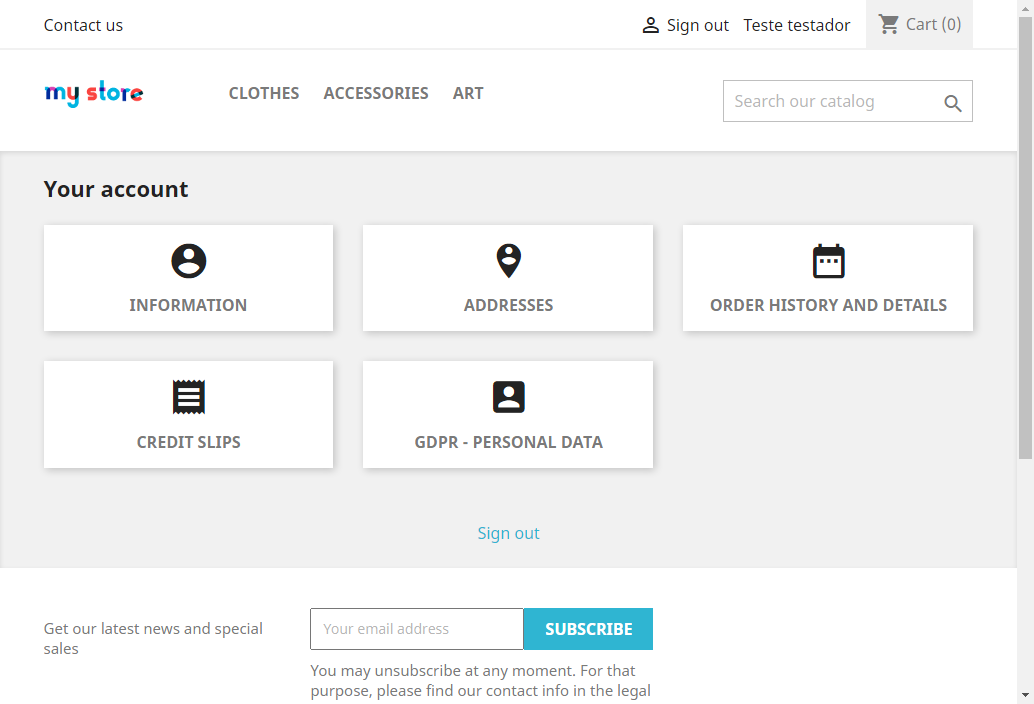 Contact us
Sign out Teste testador Cart (0)
my store
CLOTHES ACCESSORIES ART
Search our catalog
Your account
INFORMATION
ADDRESSES
ORDER HISTORY AND DETAILS
CREDIT SLIPS
GDPR - PERSONAL DATA
Sign out
Get our latest news and special
sales
Your email address
SUBSCRIBE
You may unsubscribe at any moment. For that
purpose, please find our contact info in the legal